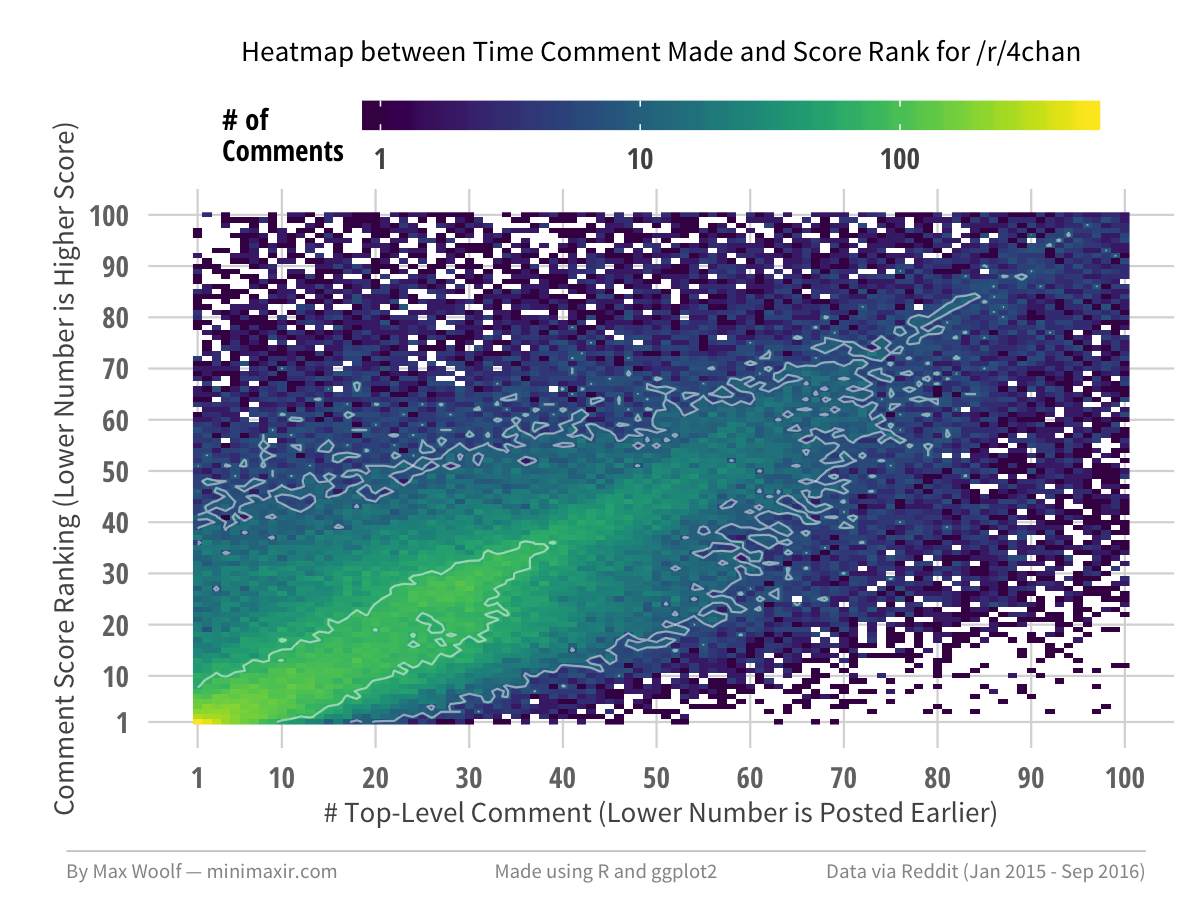 Heatmap between Time Comment Made and Score Rank for /r/4chan
# of
Comments
1 10 100
Comment Score Ranking (Lower Number is Higher Score)
100
90
80
70
60
50
40
30
20
10
1
1 10 20 30 40 50 60 70 80 90 100
# Top-Level Comment (Lower Number is Posted Earlier)
By Max Woolf — minimaxir.com Made using R and ggplot2 Data via Reddit (Jan 2015 - Sep 2016)